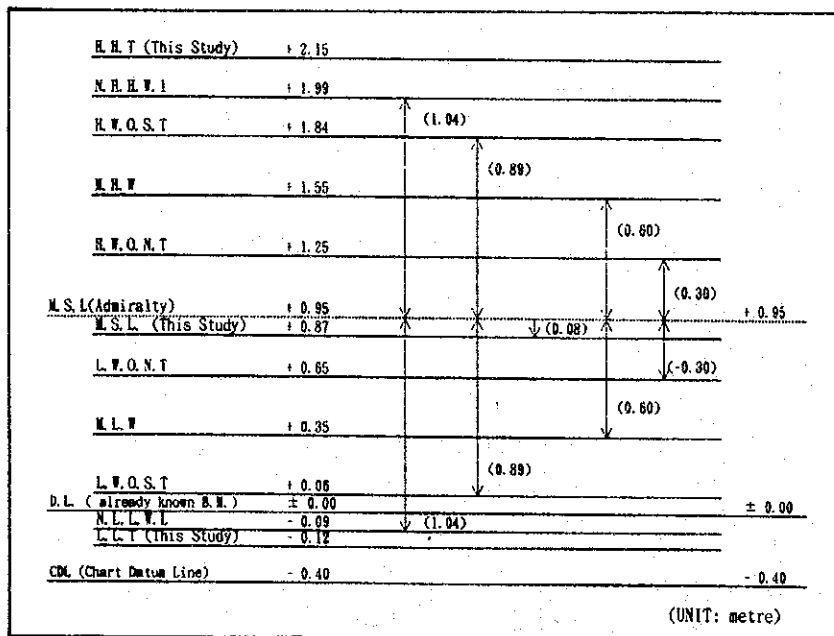 H.H.T (This Study) + 2.15
N.H.H.W.I + 1.99
(1.04)
H.W.O.S.T + 1.84
(0.89)
M.H.W + 1.55
(0.60)
H.W.O.N.T + 1.25
(0.30)
M.S.L(Admiralty) + 0.95 + 0.95
M.S.L. (This Study) + 0.87 (0.08)
L.W.O.N.T + 0.65 (-0.30)
(0.60)
M.L.W + 0.35
(0.89)
L.W.O.S.T + 0.06
D.L. ( already known B.M.) ± 0.00 ± 0.00
N.L.L.W.L - 0.09 (1.04)
L.L.T (This Study) - 0.12
CDL (Chart Datum Line) - 0.40 - 0.40
(UNIT: metre)